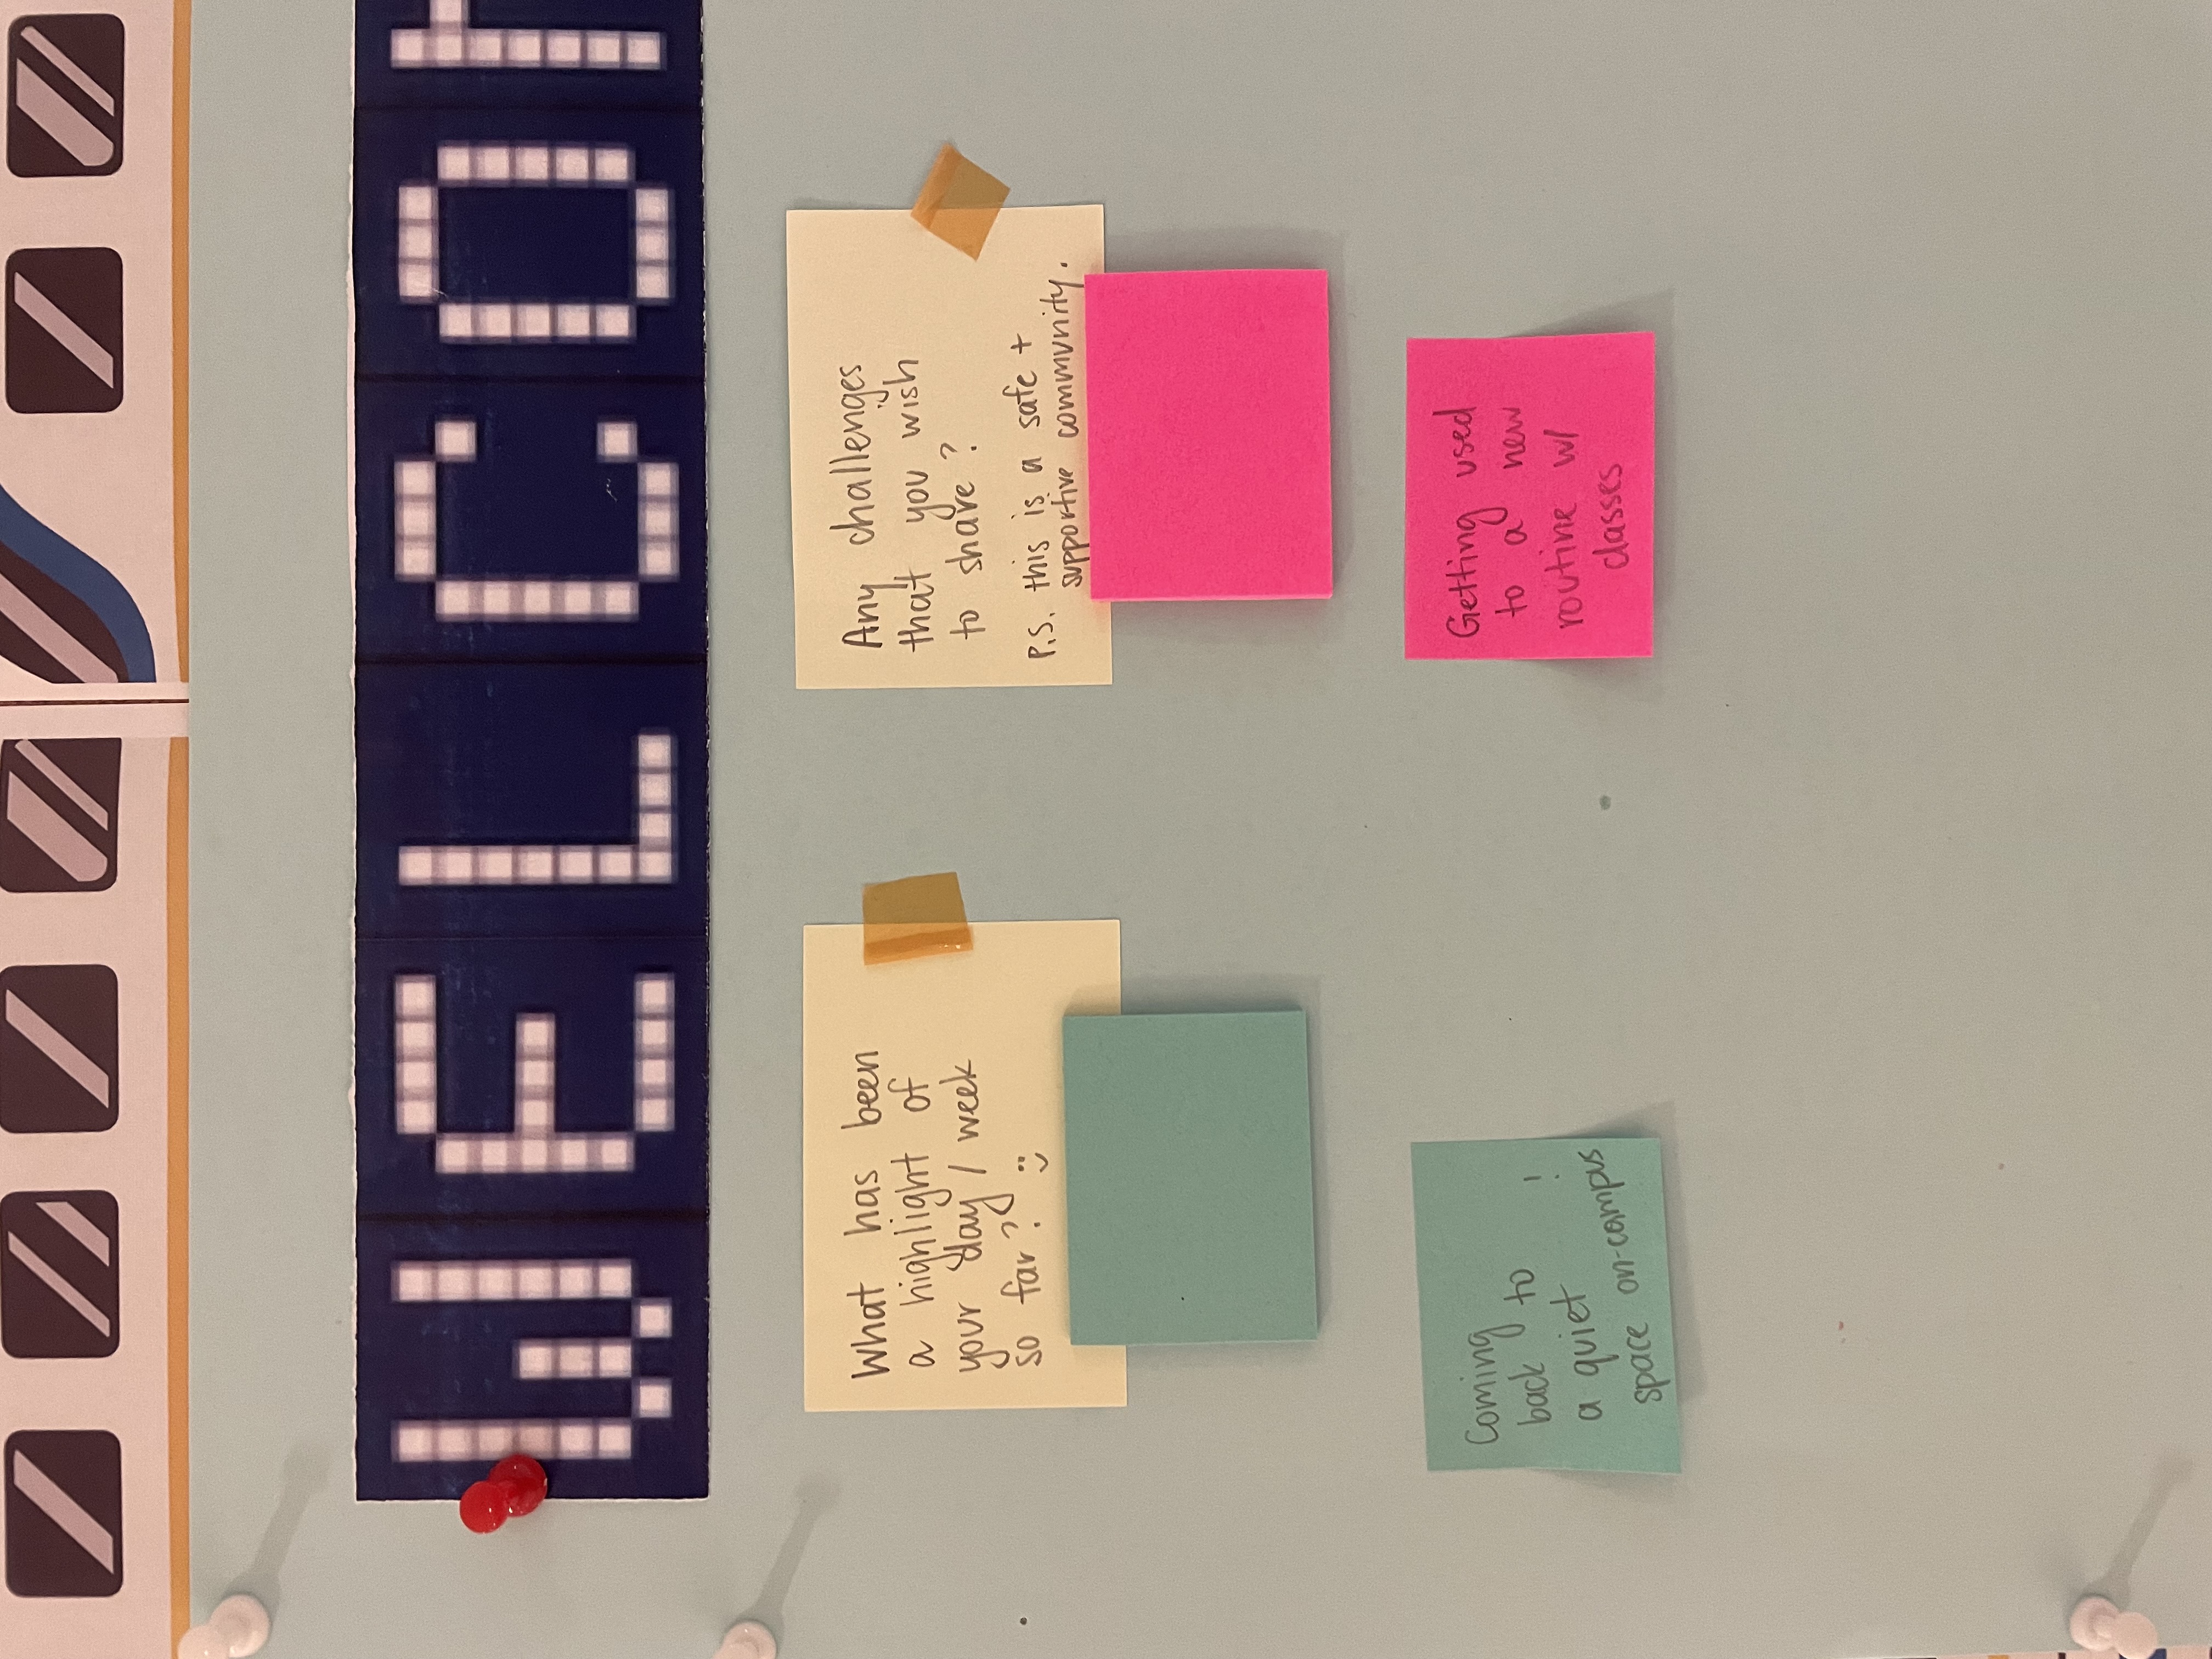 WELCOM
What has been
a highlight of
your day / week
so far? :)
Any challenges
that you wish
to share?
P.S. this is a safe +
supportive community.
Coming
back to
a quiet !
space on-campus
Getting used
to a new
routine w/
classes